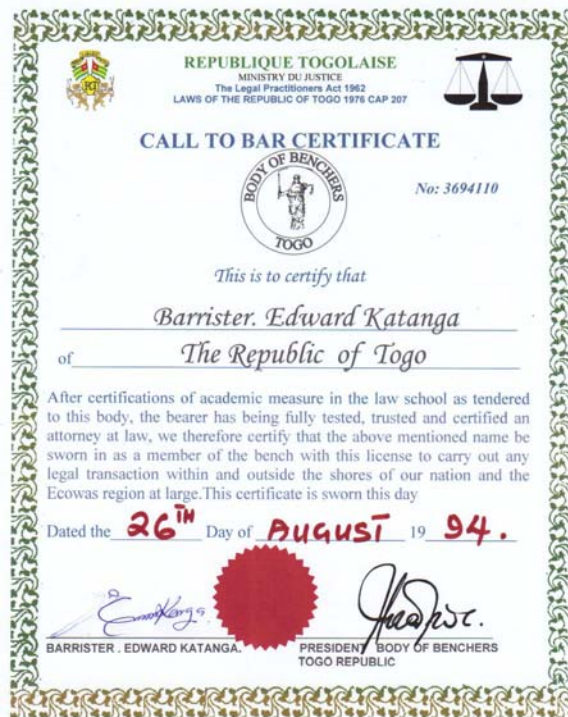 REPUBLIQUE TOGOLAISE
MINISTRY DU JUSTICE
The Legal Practitioners Act 1962
LAWS OF THE REPUBLIC OF TOGO 1976 CAP 207
CALL TO BAR CERTIFICATE
BODY OF BENCHERS
TOGO
No: 3694110
This is to certify that
Barrister. Edward Katanga
of The Republic of Togo
After certifications of academic measure in the law school as tendered
to this body, the bearer has being fully tested, trusted and certified an
attorney at law, we therefore certify that the above mentioned name be
sworn in as a member of the bench with this license to carry out any
legal transaction within and outside the shores of our nation and the
Ecowas region at large.This certificate is sworn this day
Dated the 26TH Day of AUGUST 19 94.
BARRISTER . EDWARD KATANGA.
PRESIDENT BODY OF BENCHERS
TOGO REPUBLIC